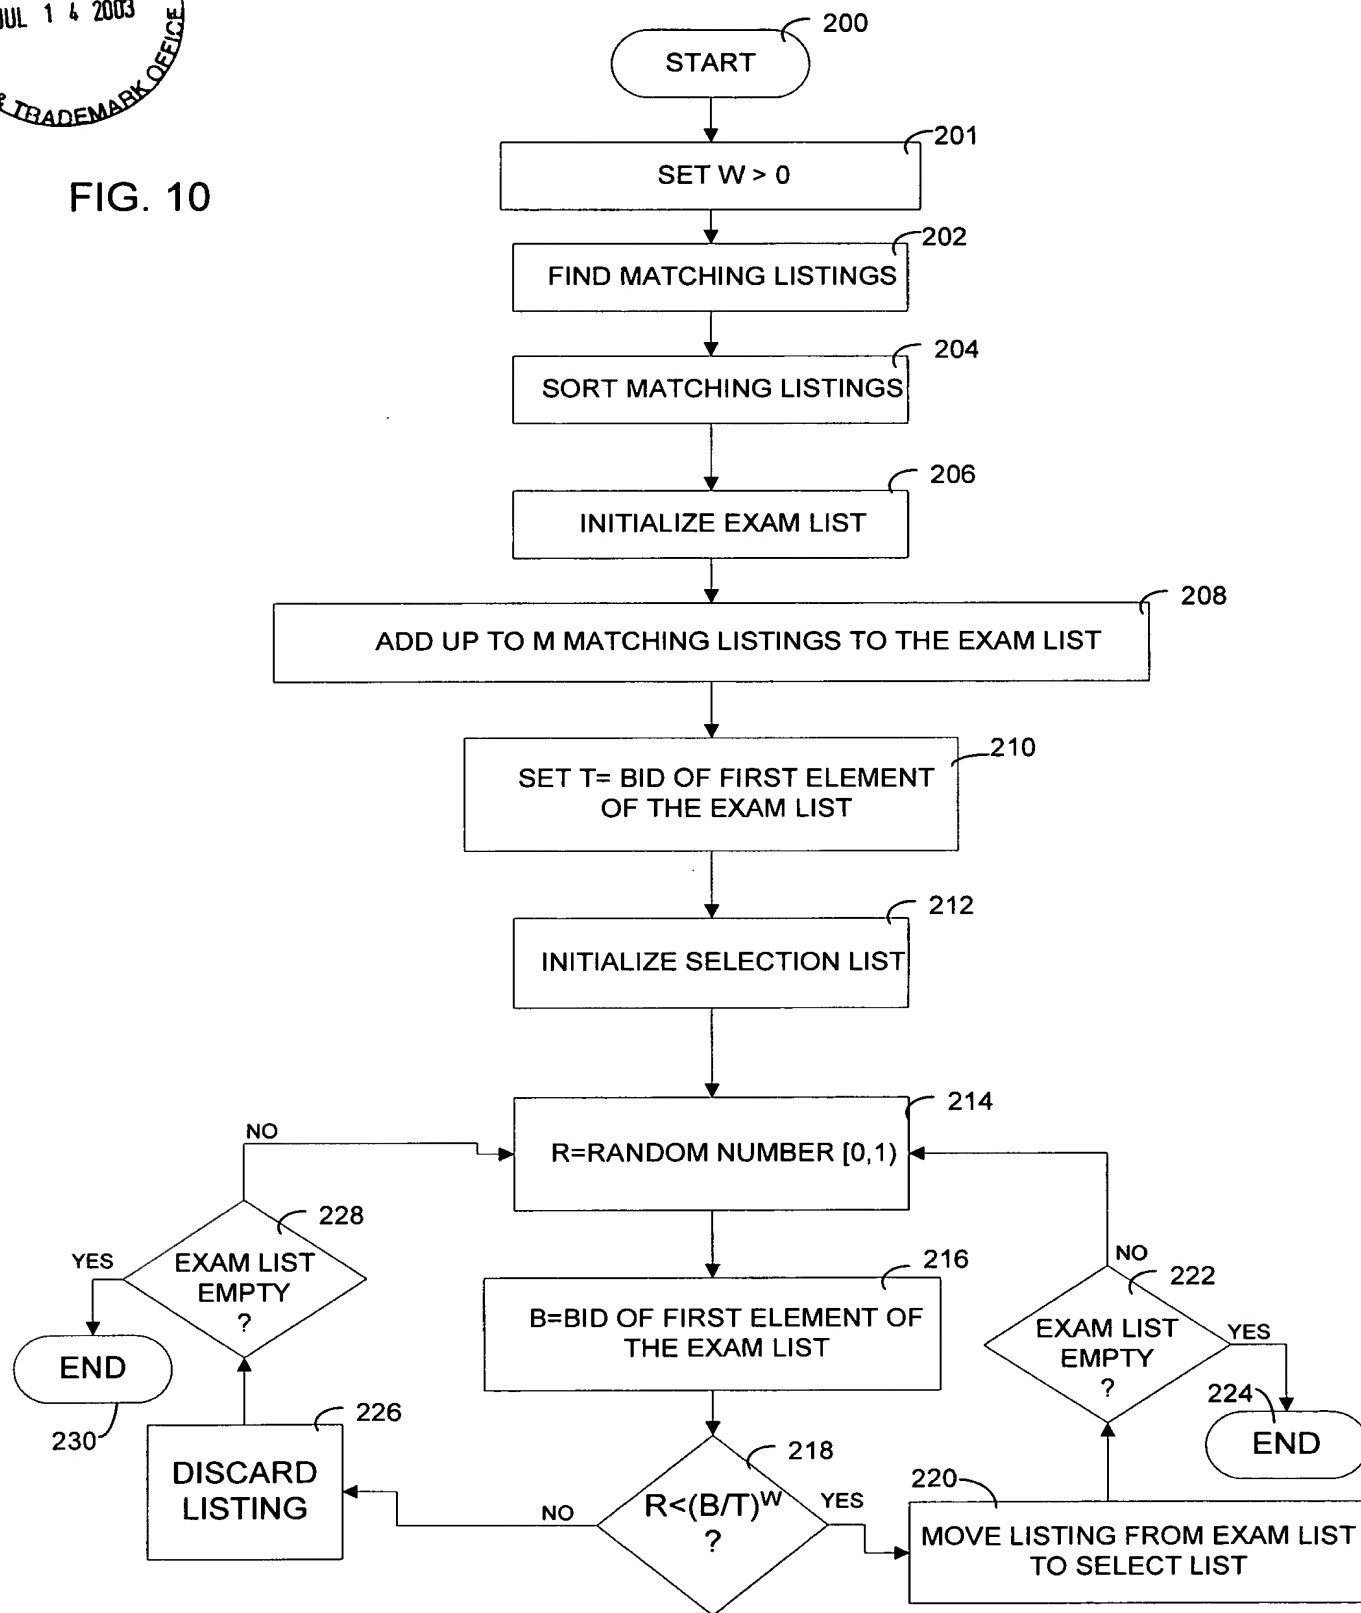 JUL 1 4 2003
& TRADEMARK OFFICE
FIG. 10
START
200
SET W > 0
201
FIND MATCHING LISTINGS
202
SORT MATCHING LISTINGS
204
INITIALIZE EXAM LIST
206
ADD UP TO M MATCHING LISTINGS TO THE EXAM LIST
208
SET T= BID OF FIRST ELEMENT
OF THE EXAM LIST
210
INITIALIZE SELECTION LIST
212
R=RANDOM NUMBER [0,1)
214
B=BID OF FIRST ELEMENT OF
THE EXAM LIST
216
R<(B/T)^W
?
218
NO
YES
MOVE LISTING FROM EXAM LIST
TO SELECT LIST
220
EXAM LIST
EMPTY
?
222
NO
YES
END
224
DISCARD
LISTING
226
EXAM LIST
EMPTY
?
228
NO
YES
END
230